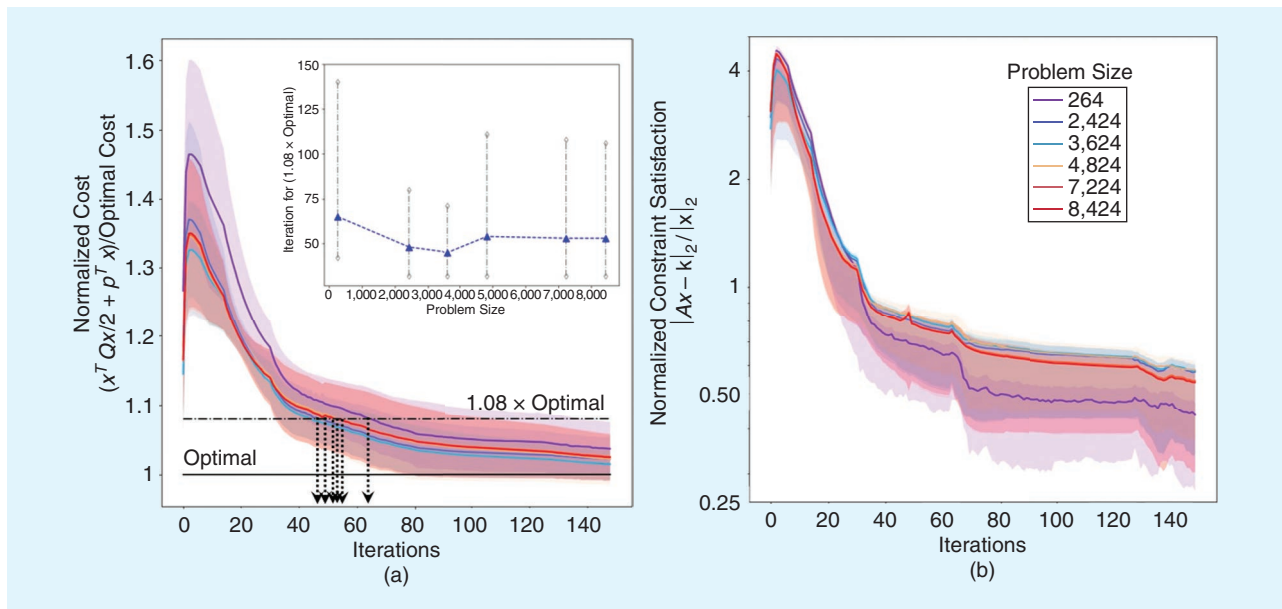 1.6
1.5
1.4
1.3
1.2
1.1
1
Normalized Cost
(x^T Qx/2 + p^T x)/Optimal Cost
150
125
100
75
50
Iteration for (1.08 × Optimal)
0 1,000 2,000 3,000 4,000 5,000 6,000 7,000 8,000
Problem Size
1.08 × Optimal
Optimal
0 20 40 60 80 100 120 140
Iterations
(a)
4
2
1
0.50
0.25
Normalized Constraint Satisfaction
|Ax – k|₂/|x|₂
Problem Size
264
2,424
3,624
4,824
7,224
8,424
0 20 40 60 80 100 120 140
Iterations
(b)